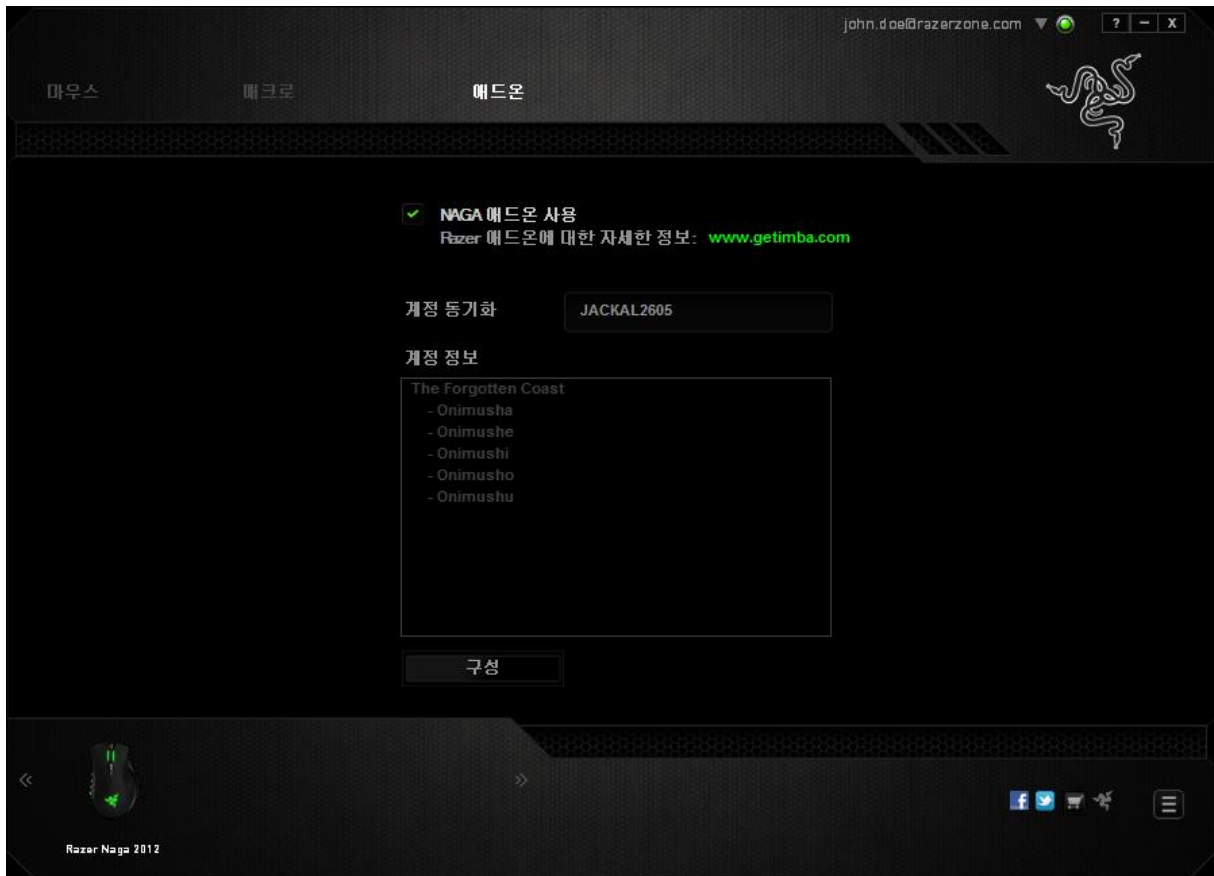 john.doe@razerzone.com ? – X
마우스 매크로 애드온
NAGA 애드온 사용
Razer 애드온에 대한 자세한 정보: www.getimba.com
계정 동기화 JACKAL2605
계정 정보
The Forgotten Coast
- Onimusha
- Onimushe
- Onimushi
- Onimusho
- Onimushu
구성
Razer Naga 2012